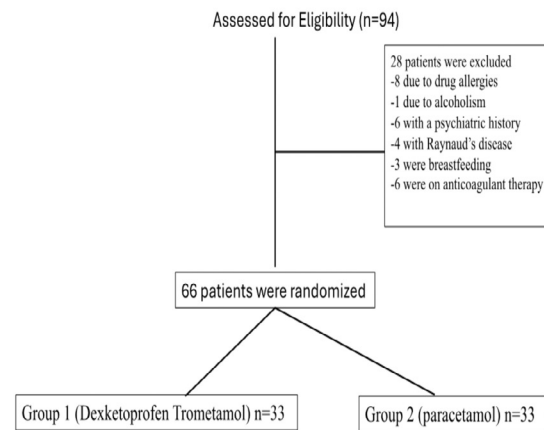 Assessed for Eligibility (n=94)
28 patients were excluded
-8 due to drug allergies
-1 due to alcoholism
-6 with a psychiatric history
-4 with Raynaud's disease
-3 were breastfeeding
-6 were on anticoagulant therapy
66 patients were randomized
Group 1 (Dexketoprofen Trometamol) n=33
Group 2 (paracetamol) n=33